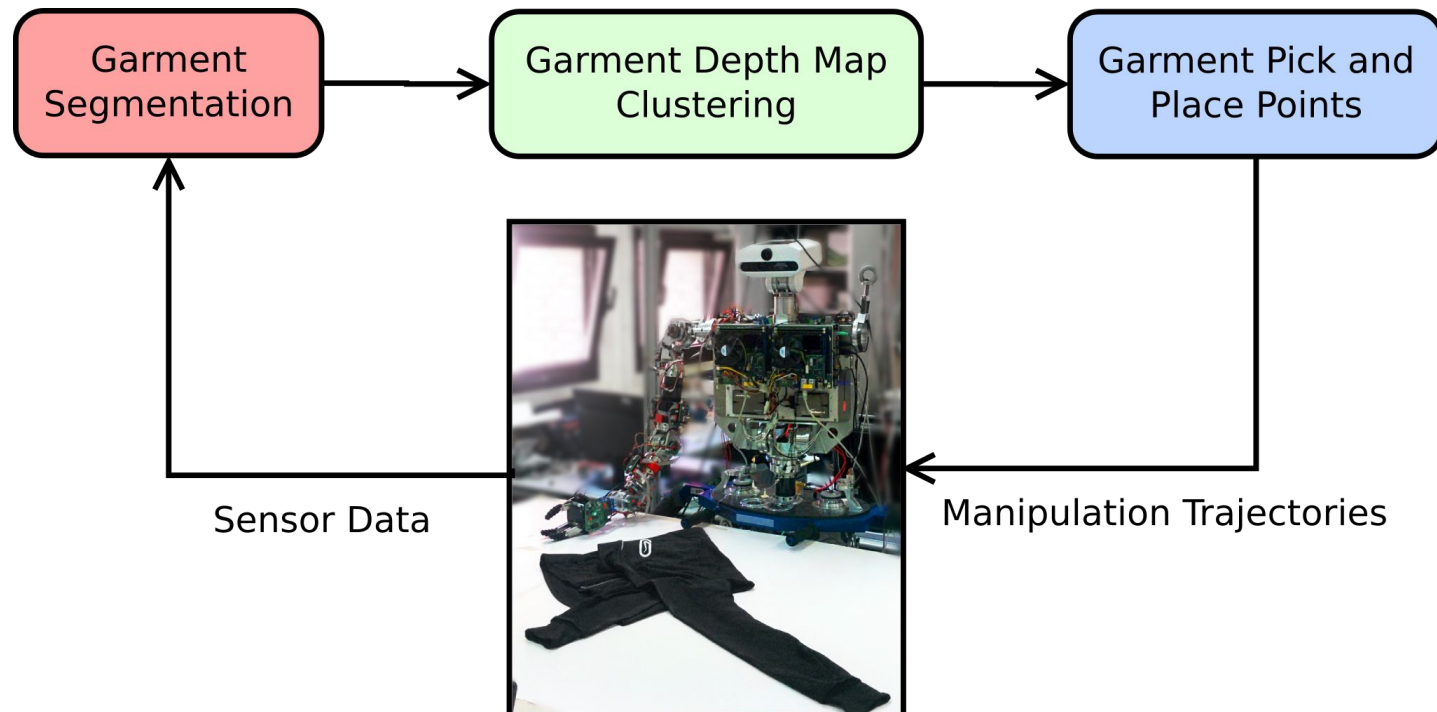 Garment
Segmentation
Garment Depth Map
Clustering
Garment Pick and
Place Points
Sensor Data
Manipulation Trajectories